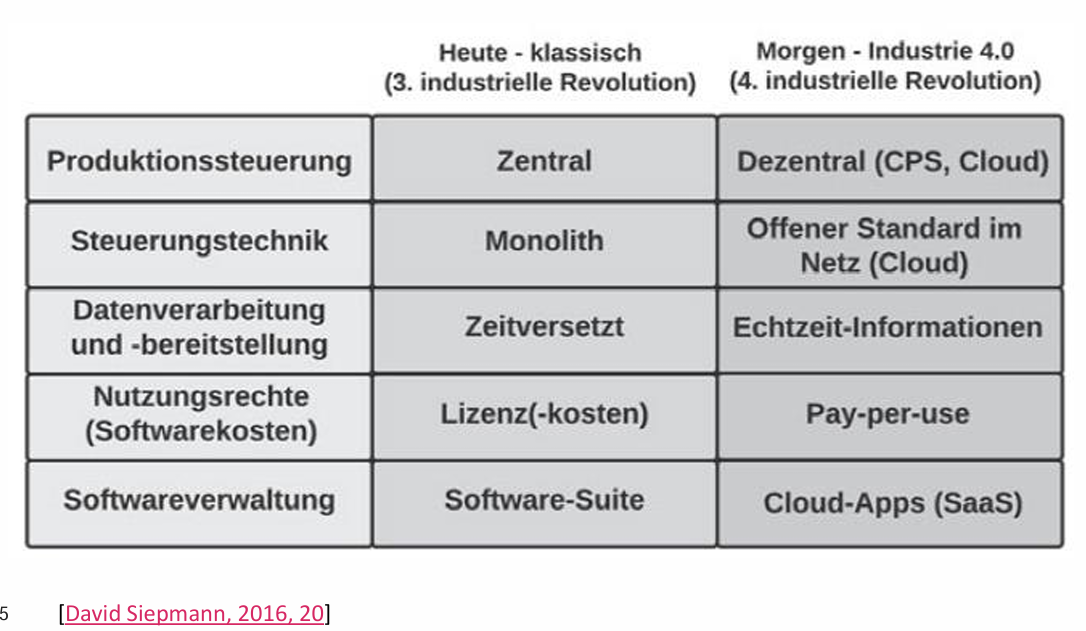 Heute - klassisch
(3. industrielle Revolution)
Morgen - Industrie 4.0
(4. industrielle Revolution)
Produktionssteuerung
Zentral
Dezentral (CPS, Cloud)
Steuerungstechnik
Monolith
Offener Standard im
Netz (Cloud)
Datenverarbeitung
und -bereitstellung
Zeitversetzt
Echtzeit-Informationen
Nutzungsrechte
(Softwarekosten)
Lizenz(-kosten)
Pay-per-use
Softwareverwaltung
Software-Suite
Cloud-Apps (SaaS)
5 [David Siepmann, 2016, 20]